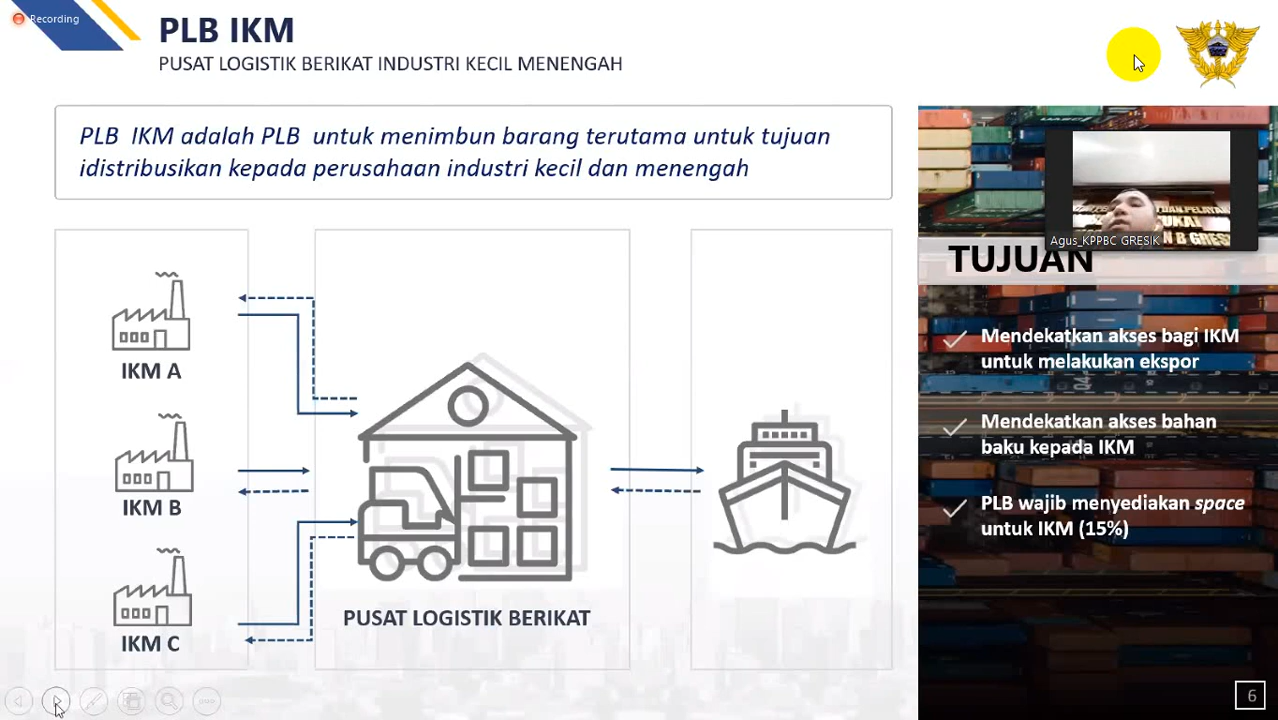 Recording
PLB IKM
PUSAT LOGISTIK BERIKAT INDUSTRI KECIL MENENGAH
PLB IKM adalah PLB untuk menimbun barang terutama untuk tujuan
idistribusikan kepada perusahaan industri kecil dan menengah
IKM A
IKM B
IKM C
PUSAT LOGISTIK BERIKAT
Agus_KPPBC GRESIK
TUJUAN
Mendekatkan akses bagi IKM
untuk melakukan ekspor
Mendekatkan akses bahan
baku kepada IKM
PLB wajib menyediakan space
untuk IKM (15%)
6